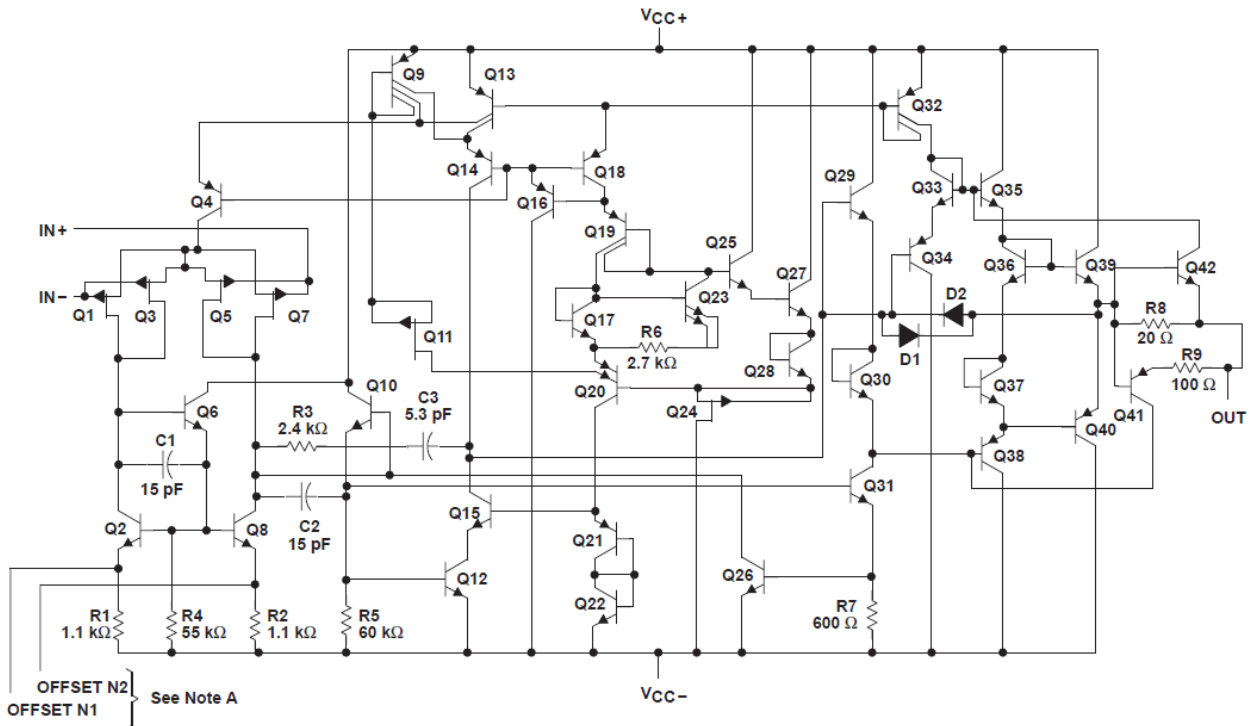 VCC+
Q9
Q13
Q32
Q14
Q18
Q29
Q33
Q35
Q4
Q16
IN+
Q19
Q25
Q34
Q36
Q39
Q42
IN−
Q27
Q1
Q3
Q5
Q7
Q11
Q17
Q23
D2
R8
20 Ω
R6
2.7 kΩ
D1
R9
100 Ω
Q28
Q10
Q20
Q30
Q37
Q6
C3
5.3 pF
Q24
Q41
OUT
R3
2.4 kΩ
Q40
C1
15 pF
Q38
Q31
Q2
Q8
C2
15 pF
Q15
Q21
Q12
Q26
Q22
R1
1.1 kΩ
R4
55 kΩ
R2
1.1 kΩ
R5
60 kΩ
R7
600 Ω
OFFSET N2
OFFSET N1
See Note A
VCC−